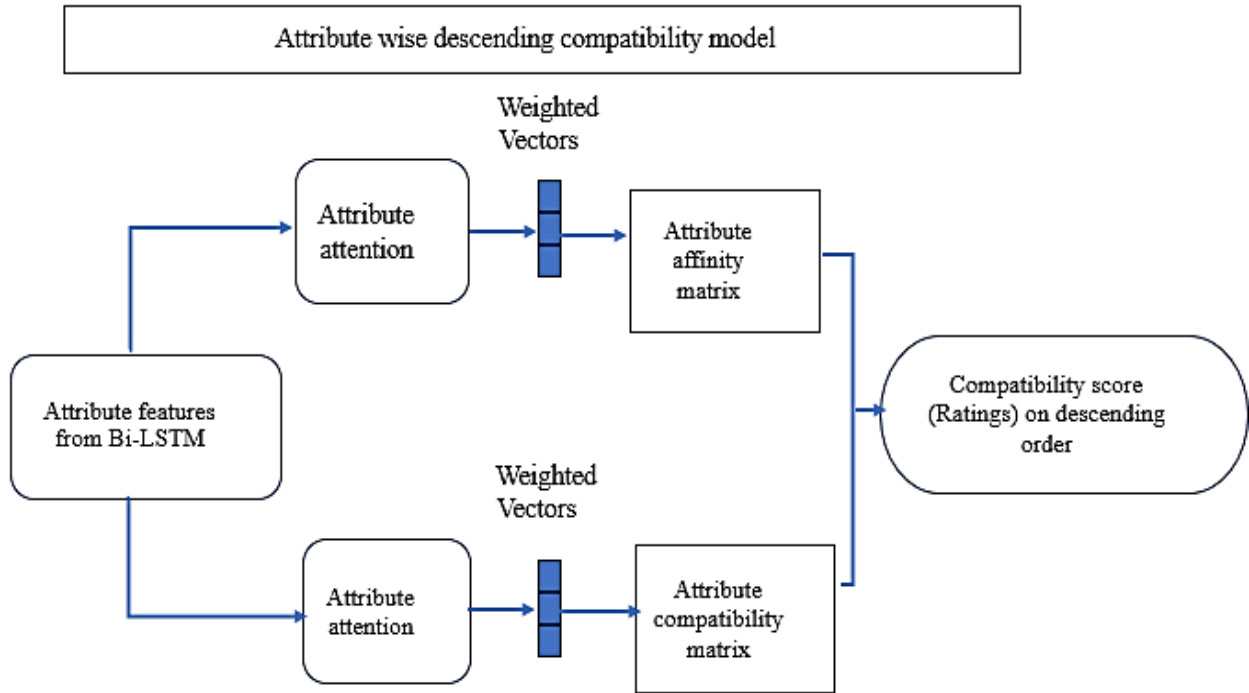 Attribute wise descending compatibility model
Weighted
Vectors
Attribute
attention
Attribute
affinity
matrix
Attribute features
from Bi-LSTM
Compatibility score
(Ratings) on descending
order
Weighted
Vectors
Attribute
attention
Attribute
compatibility
matrix